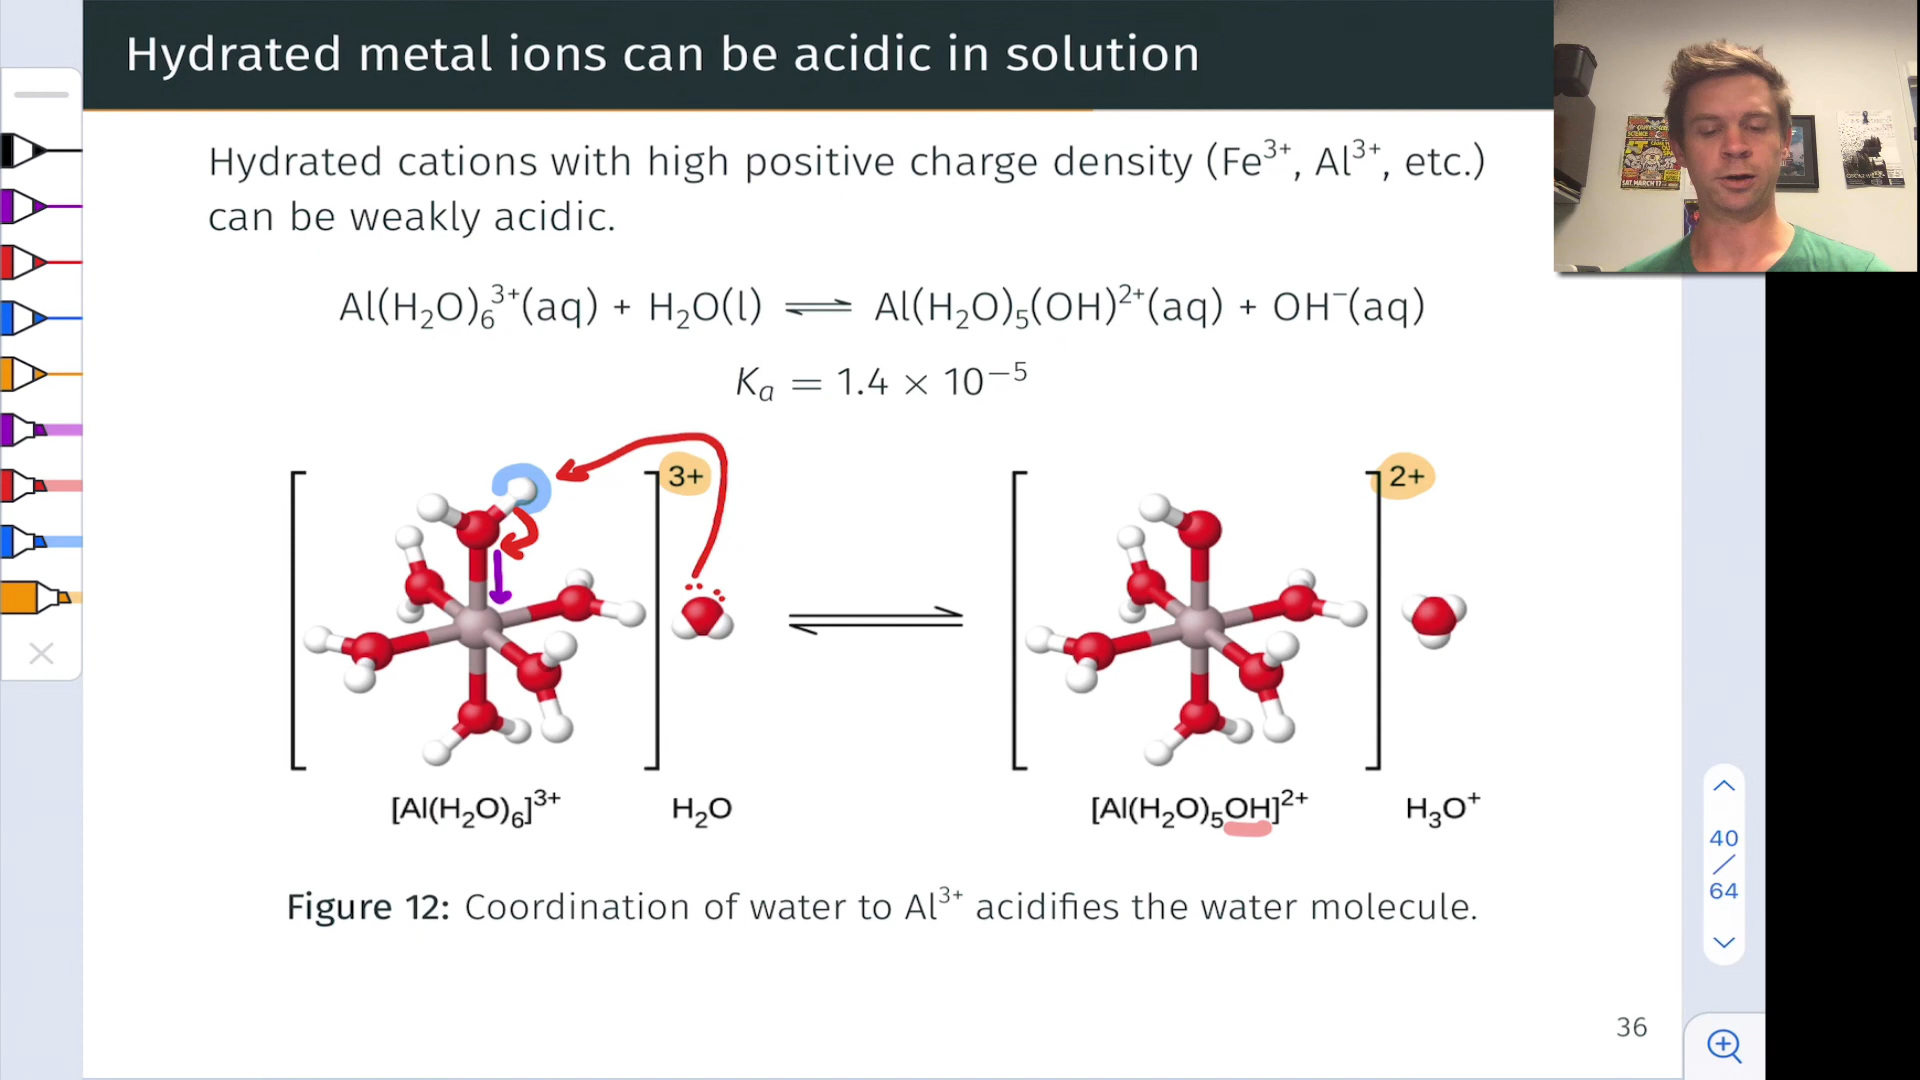 Hydrated metal ions can be acidic in solution
Hydrated cations with high positive charge density (Fe³⁺, Al³⁺, etc.)
can be weakly acidic.
Al(H₂O)₆³⁺(aq) + H₂O(l) ⇌ Al(H₂O)₅(OH)²⁺(aq) + OH⁻(aq)
Kₐ = 1.4 × 10⁻⁵
3+
2+
[Al(H₂O)₆]³⁺ H₂O [Al(H₂O)₅OH]²⁺ H₃O⁺
Figure 12: Coordination of water to Al³⁺ acidifies the water molecule.
36
40
/
64
SAT. MARCH 17